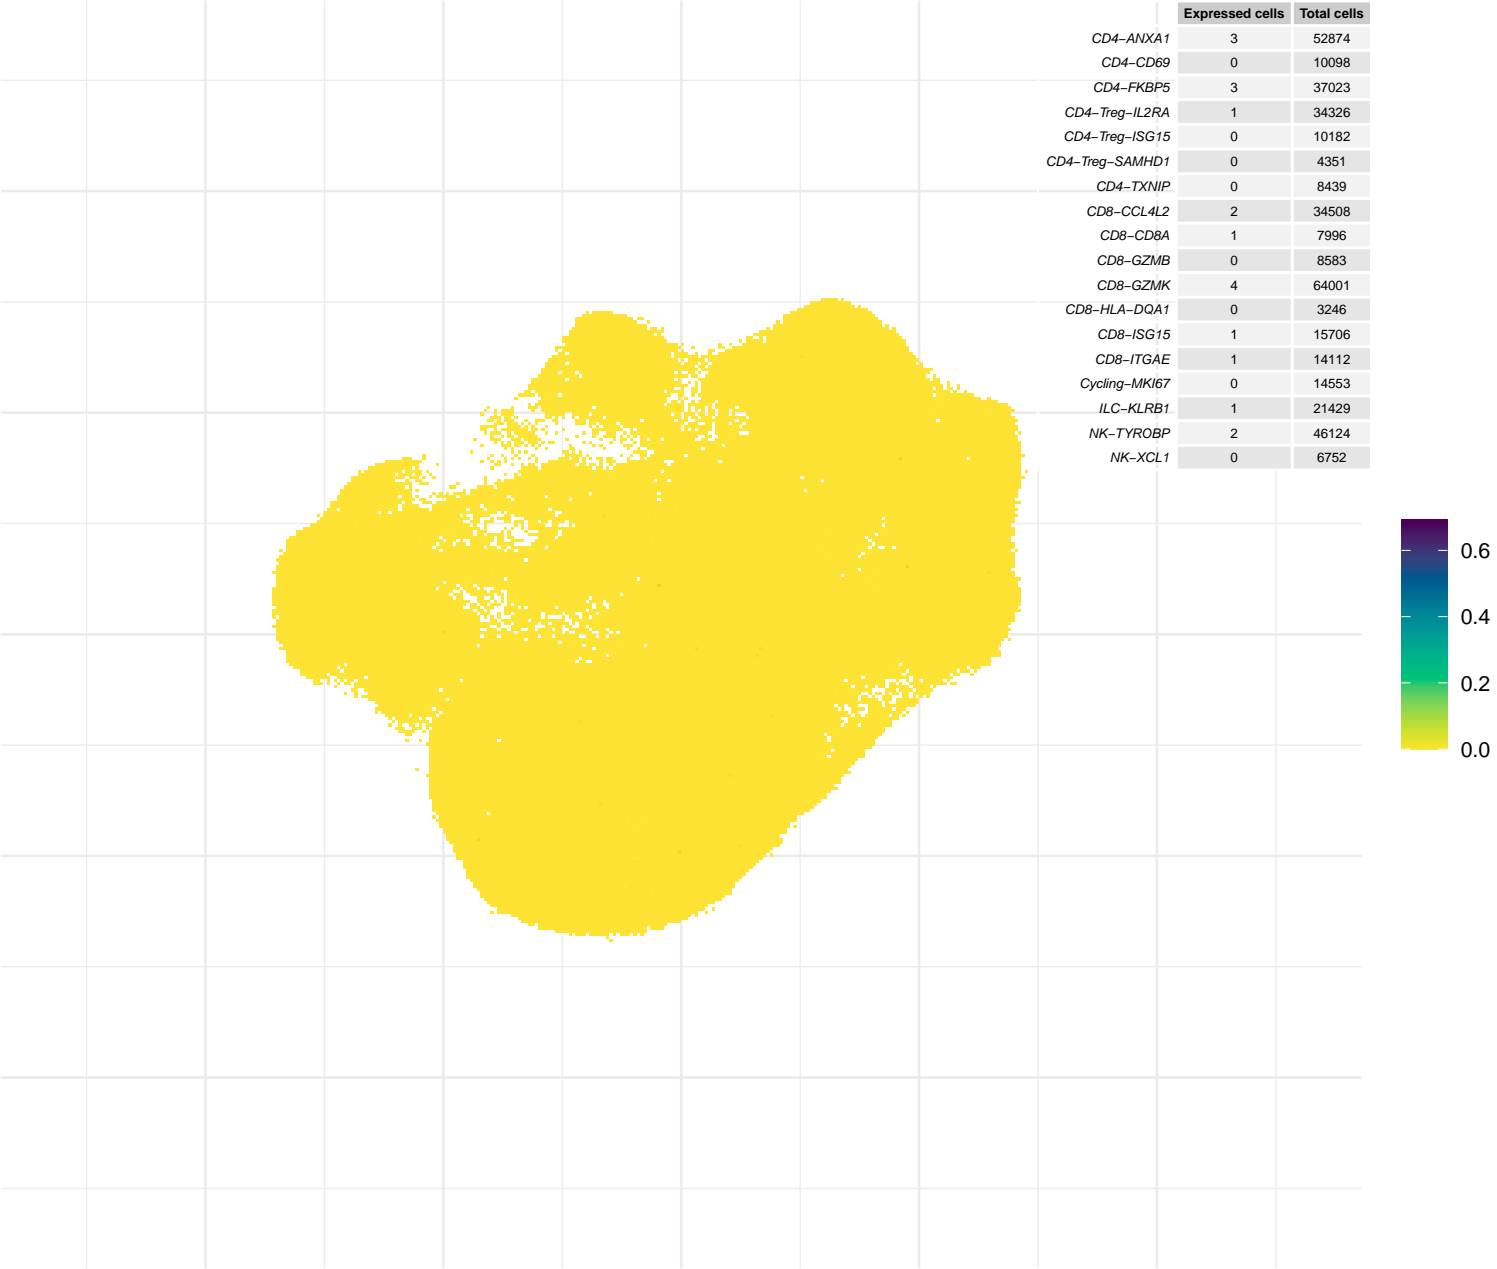 Expressed cells Total cells
CD4−ANXA1 3 52874
CD4−CD69 0 10098
CD4−FKBP5 3 37023
CD4−Treg−IL2RA 1 34326
CD4−Treg−ISG15 0 10182
CD4−Treg−SAMHD1 0 4351
CD4−TXNIP 0 8439
CD8−CCL4L2 2 34508
CD8−CD8A 1 7996
CD8−GZMB 0 8583
CD8−GZMK 4 64001
CD8−HLA−DQA1 0 3246
CD8−ISG15 1 15706
CD8−ITGAE 1 14112
Cycling−MKI67 0 14553
ILC−KLRB1 1 21429
NK−TYROBP 2 46124
NK−XCL1 0 6752
0.6
0.4
0.2
0.0